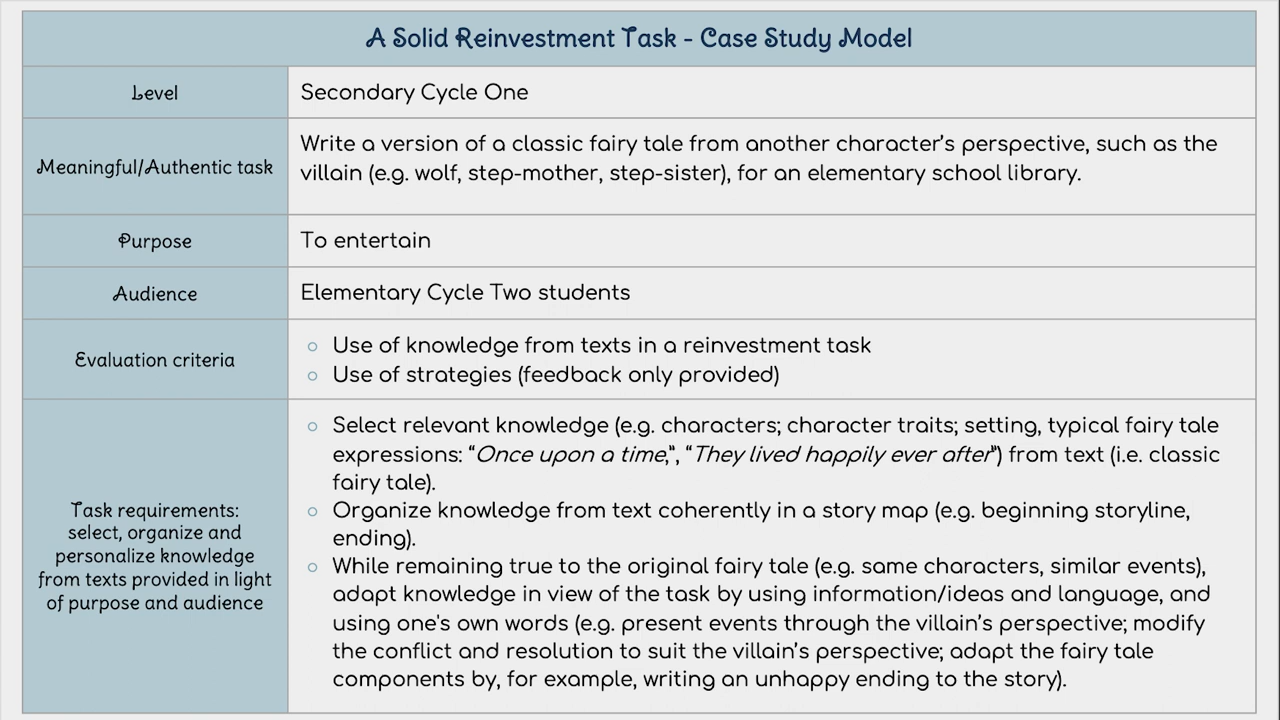 A Solid Reinvestment Task - Case Study Model
Level
Secondary Cycle One
Meaningful/Authentic task
Write a version of a classic fairy tale from another character's perspective, such as the
villain (e.g. wolf, step-mother, step-sister), for an elementary school library.
Purpose
To entertain
Audience
Elementary Cycle Two students
Evaluation criteria
Use of knowledge from texts in a reinvestment task
Use of strategies (feedback only provided)
Task requirements:
select, organize and
personalize knowledge
from texts provided in light
of purpose and audience
Select relevant knowledge (e.g. characters; character traits; setting, typical fairy tale
expressions: “Once upon a time,”, “They lived happily ever after”) from text (i.e. classic
fairy tale).
Organize knowledge from text coherently in a story map (e.g. beginning storyline,
ending).
While remaining true to the original fairy tale (e.g. same characters, similar events),
adapt knowledge in view of the task by using information/ideas and language, and
using one's own words (e.g. present events through the villain’s perspective; modify
the conflict and resolution to suit the villain’s perspective; adapt the fairy tale
components by, for example, writing an unhappy ending to the story).